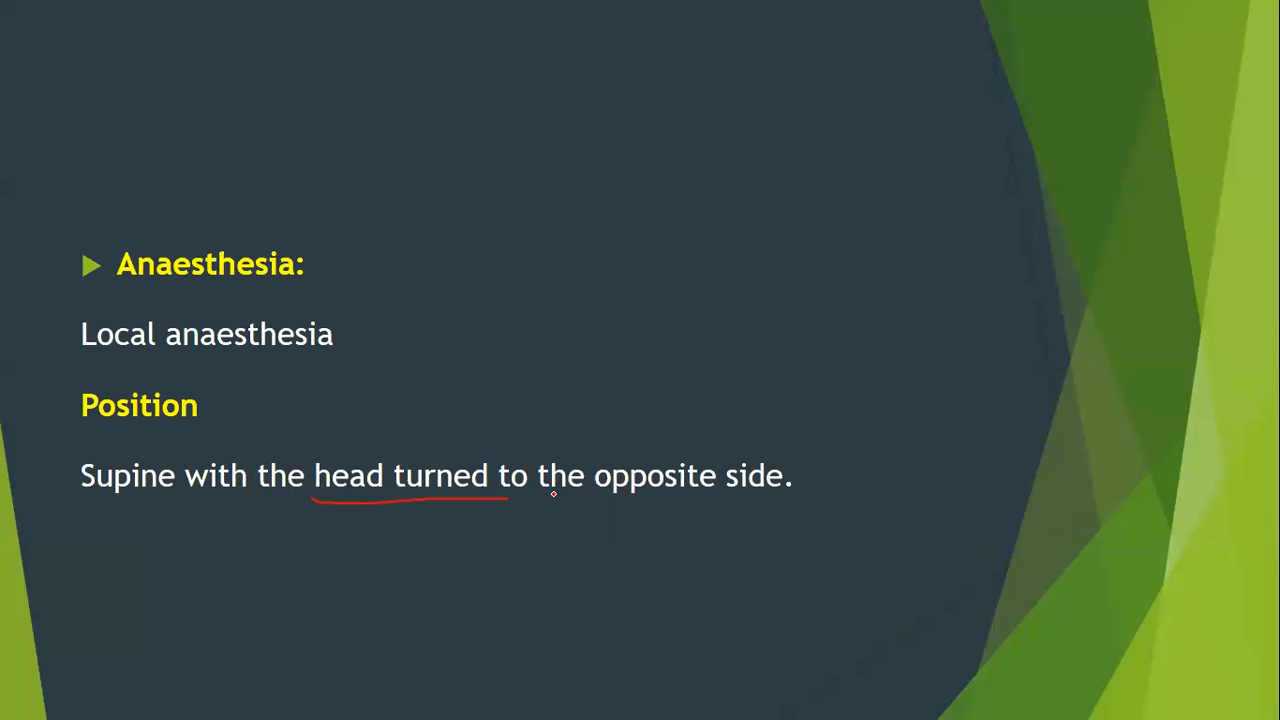 Anaesthesia:
Local anaesthesia
Position
Supine with the head turned to the opposite side.